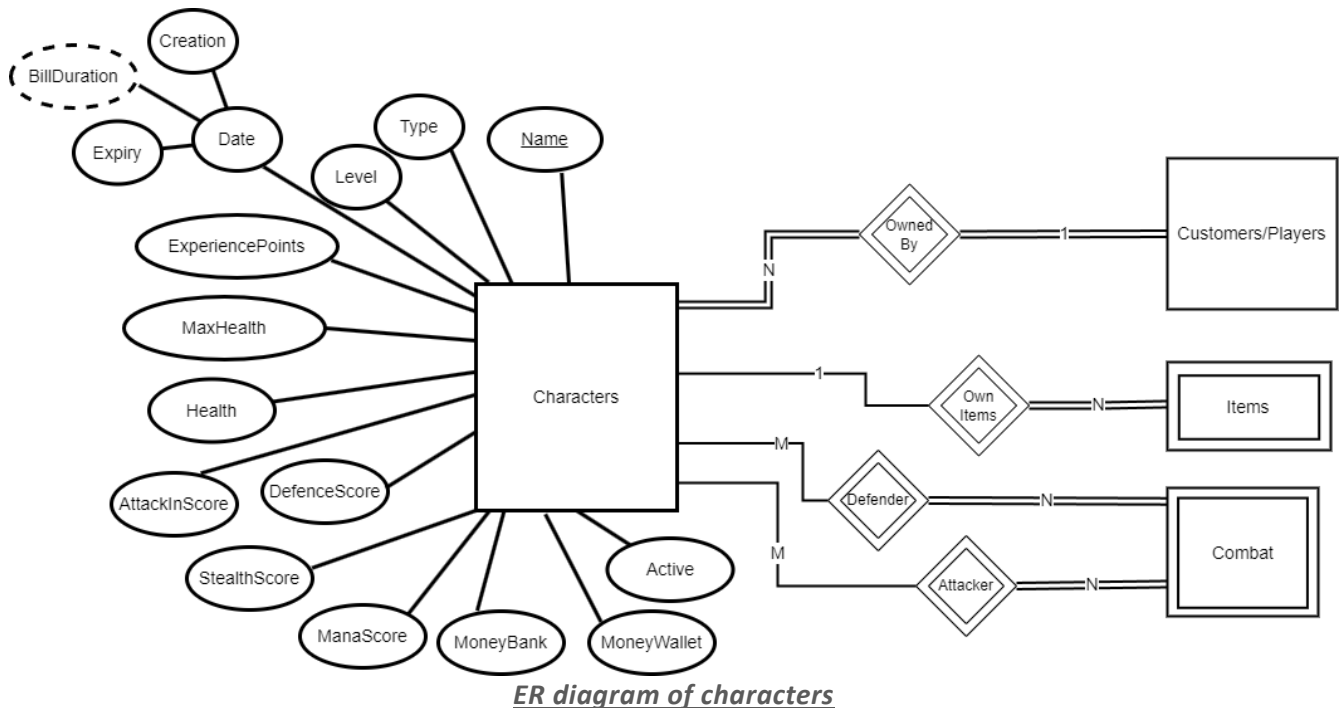 Creation
BillDuration
Date
Expiry
Type
Name
Level
ExperiencePoints
MaxHealth
Health
AttackInScore
DefenceScore
StealthScore
ManaScore
MoneyBank
MoneyWallet
Active
Characters
N
Owned
By
1
Customers/Players
1
Own
Items
N
Items
M
Defender
N
M
Attacker
N
Combat
ER diagram of characters